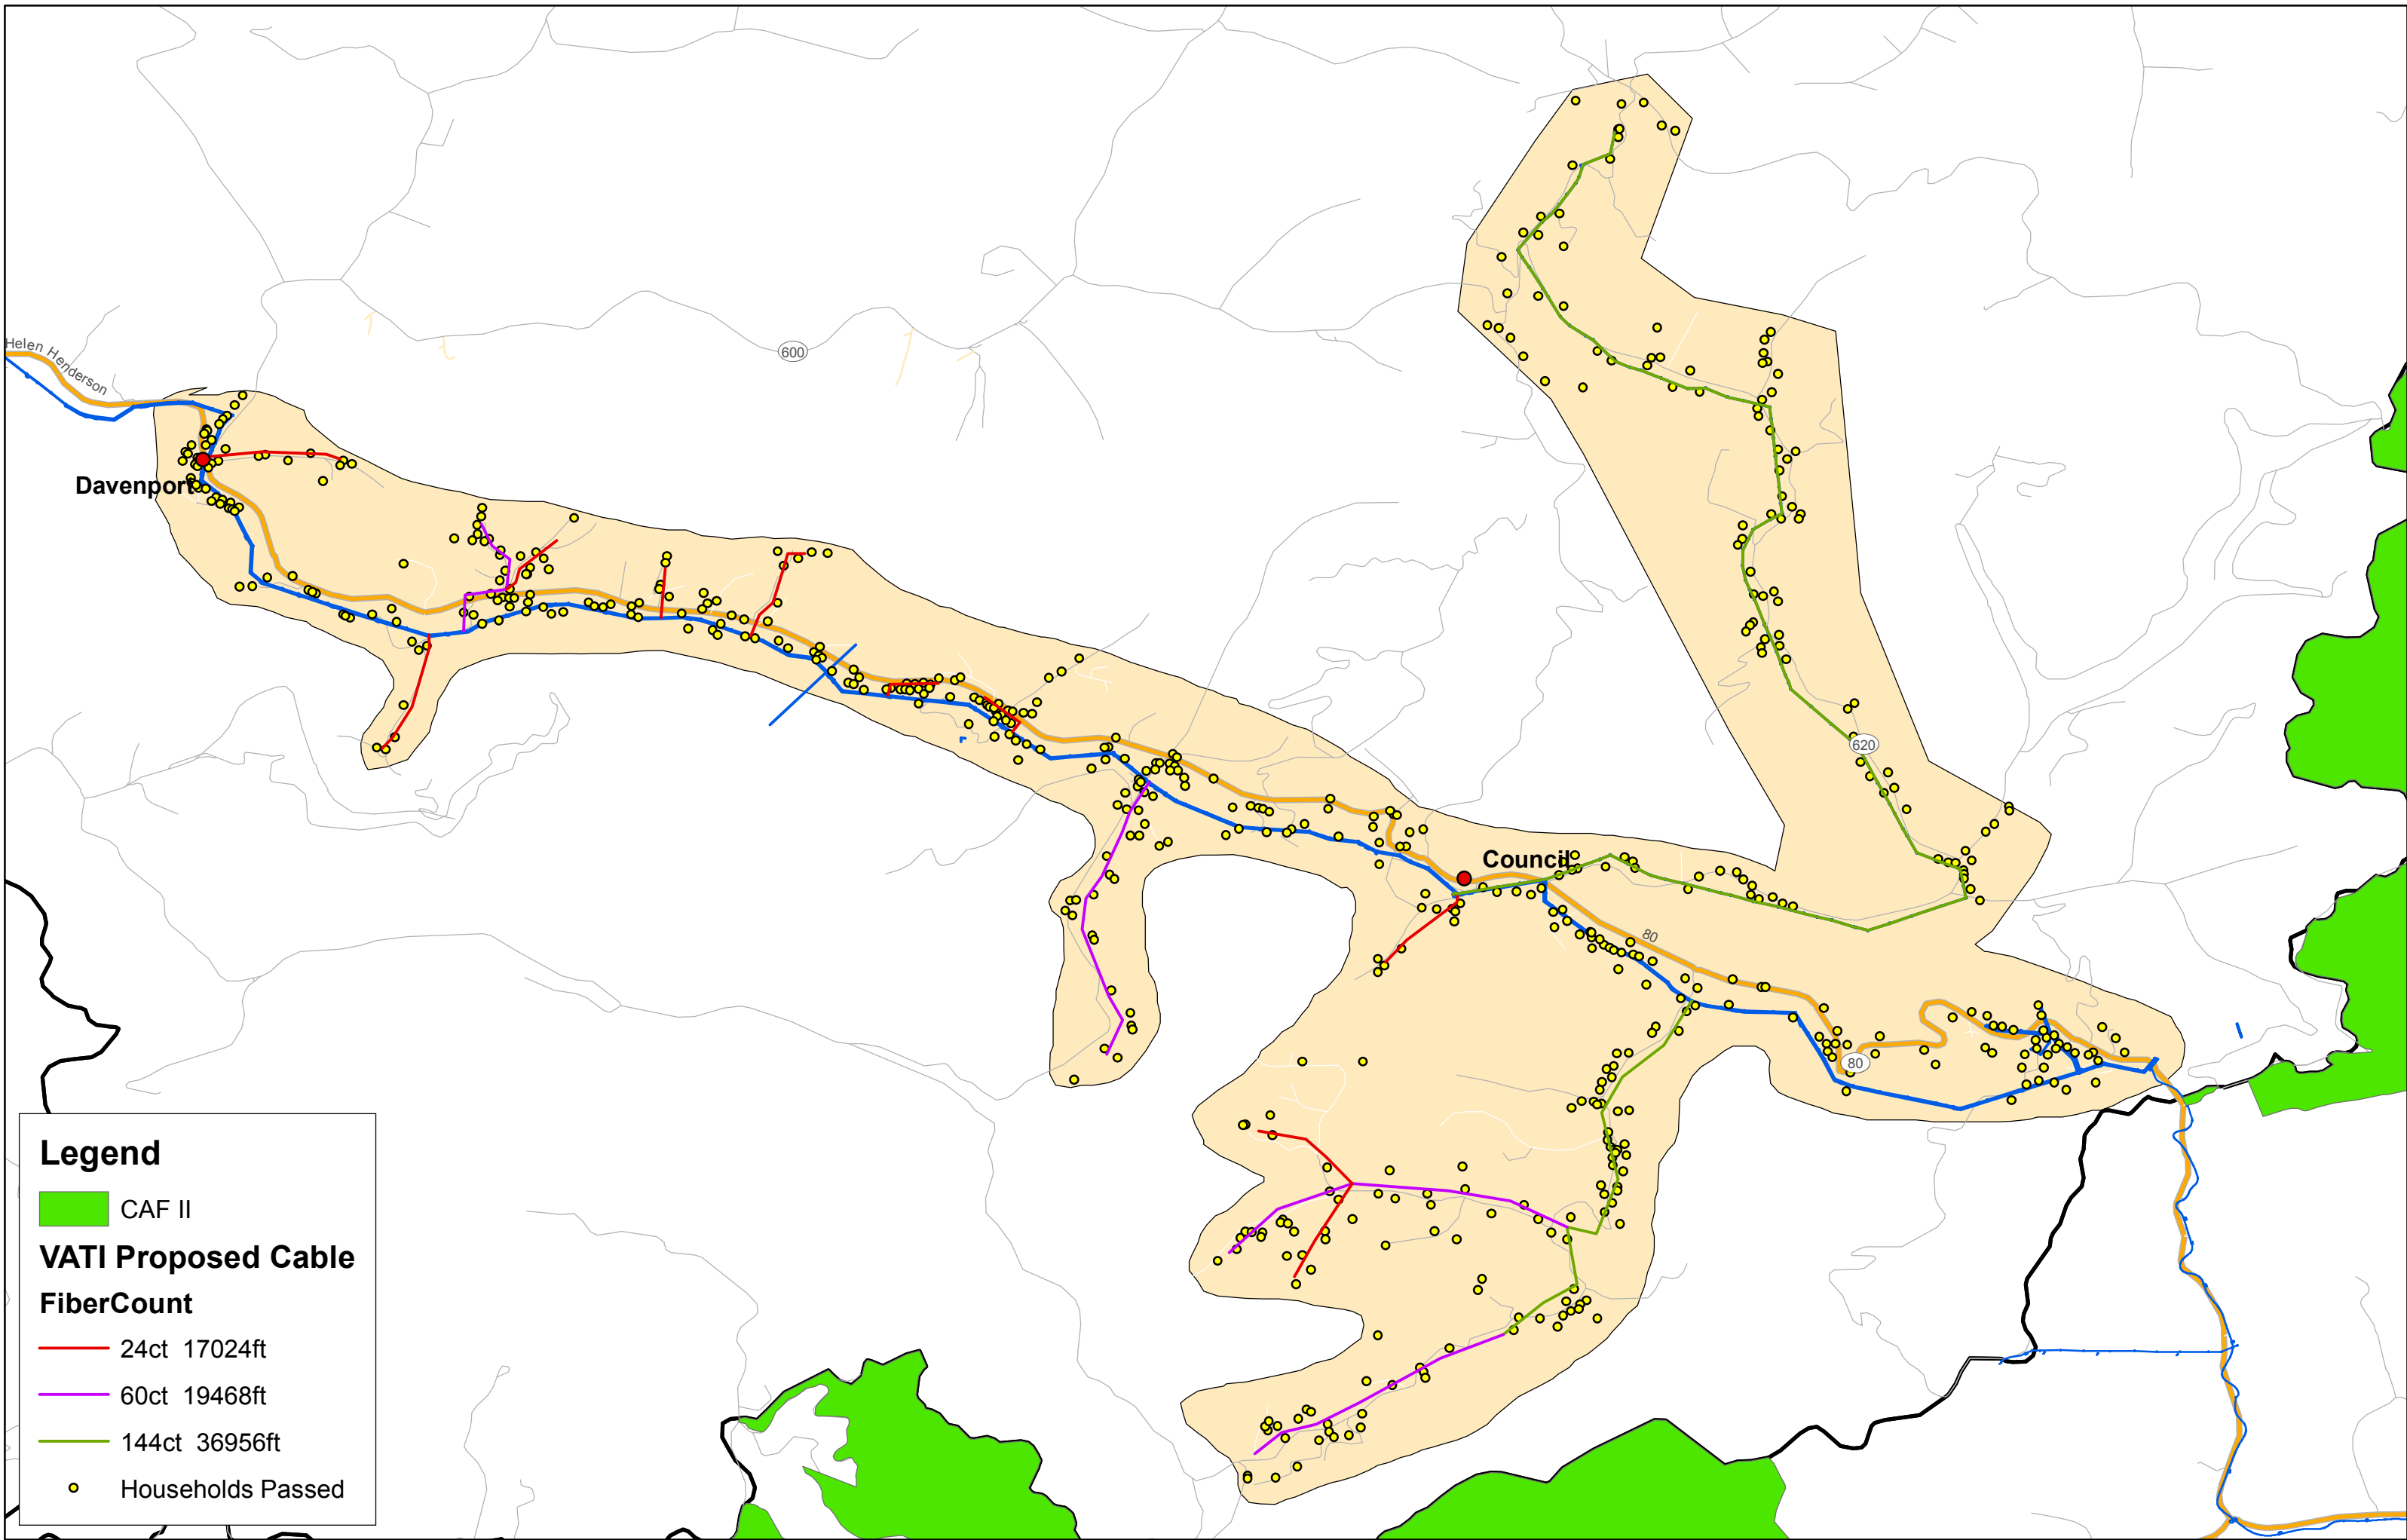 600
Helen Henderson
Davenport
620
Council
80
80
Legend
CAF II
VATI Proposed Cable
FiberCount
24ct 17024ft
60ct 19468ft
144ct 36956ft
Households Passed